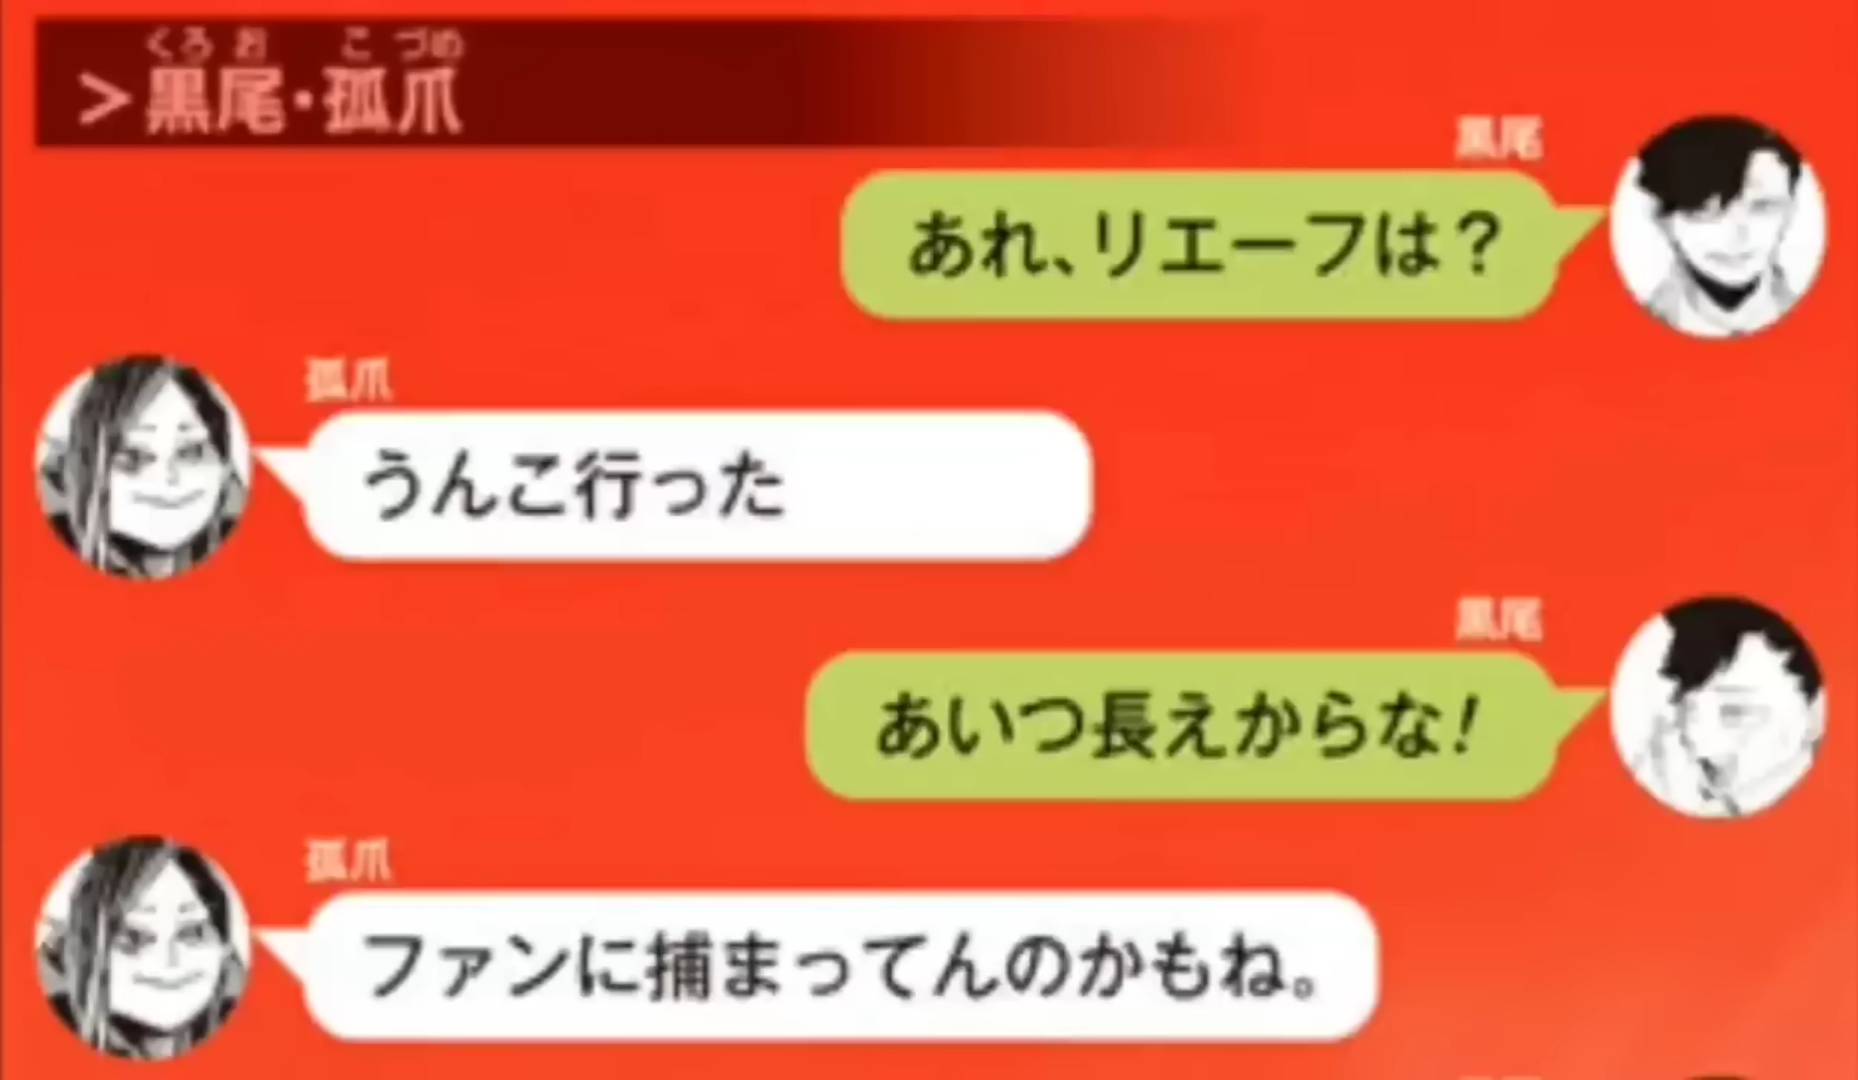 くろ お こ づめ
>黒尾・孤爪
黒尾
あれ、リエーフは？
孤爪
うんこ行った
黒尾
あいつ長えからな!
孤爪
ファンに捕まってんのかもね。